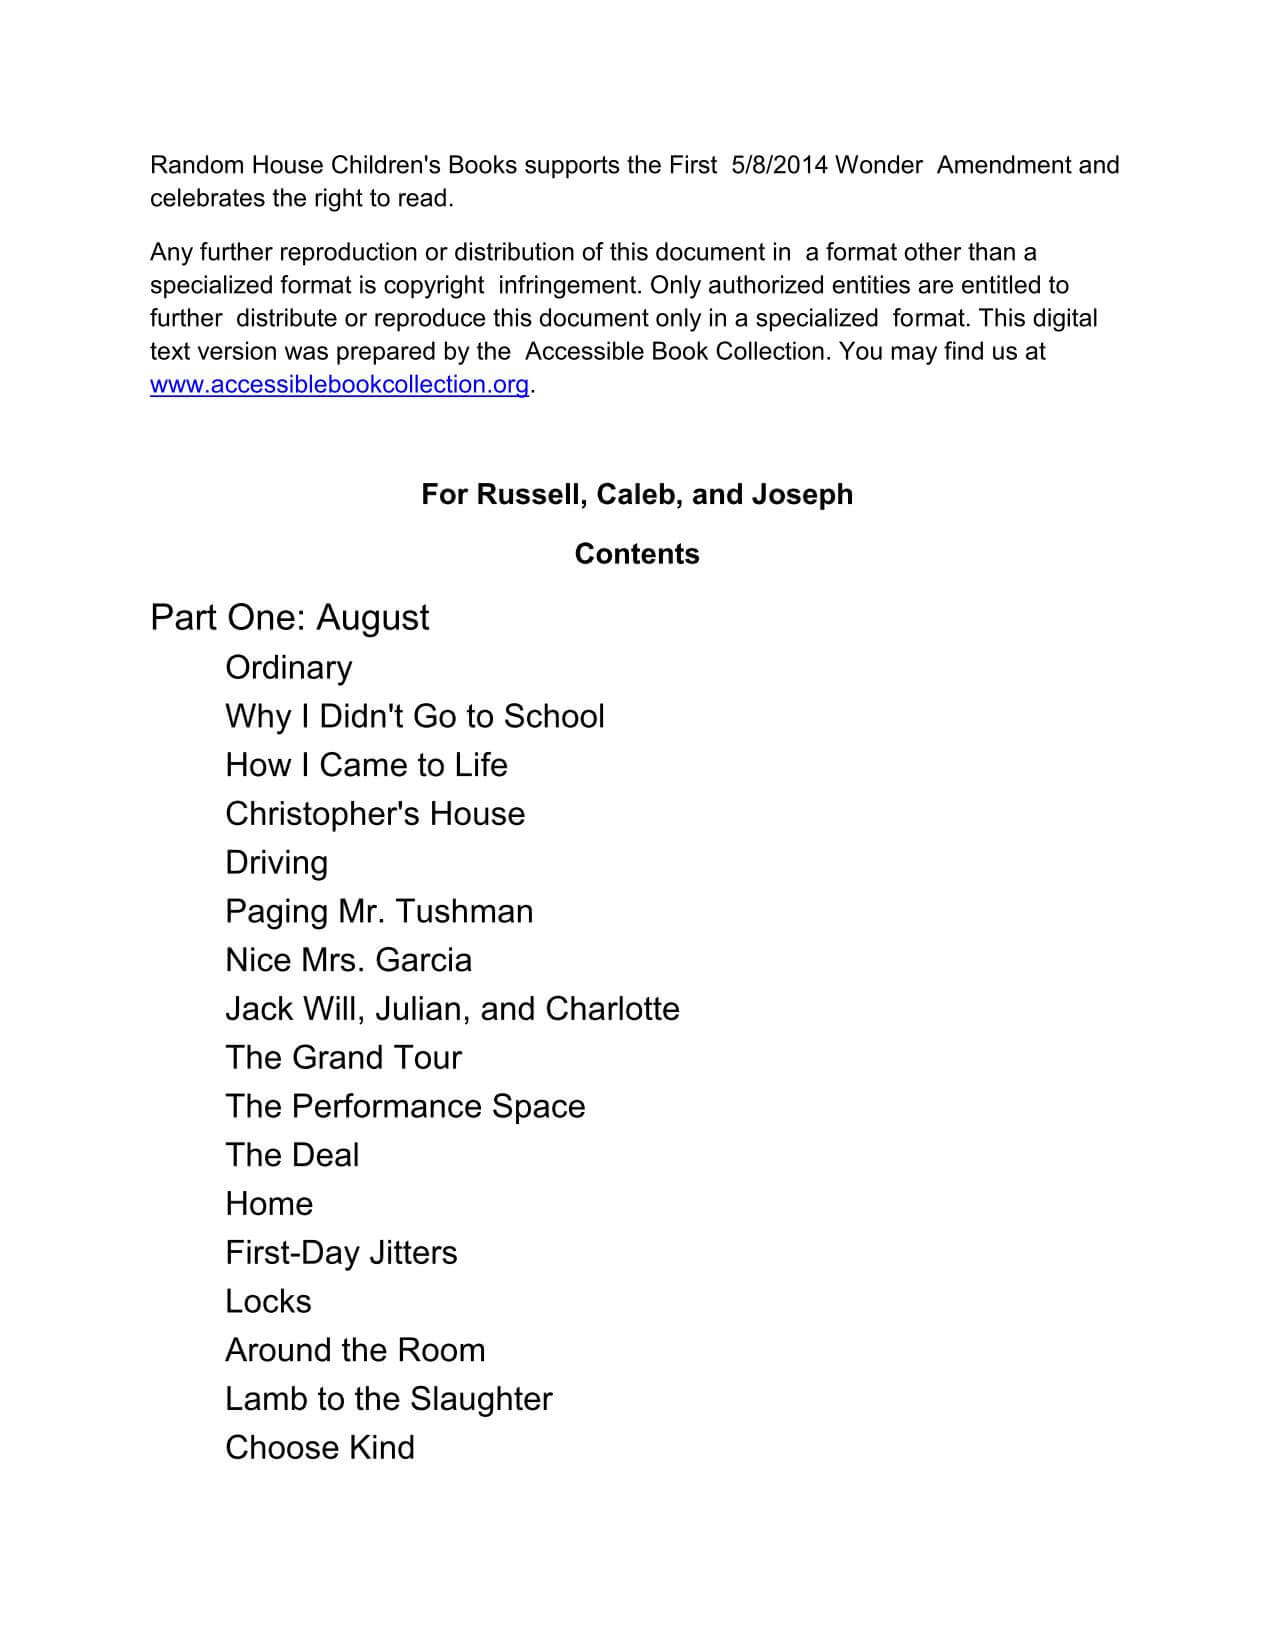 Random House Children's Books supports the First  5/8/2014 Wonder  Amendment and
celebrates the right to read.
Any further reproduction or distribution of this document in  a format other than a
specialized format is copyright  infringement. Only authorized entities are entitled to
further  distribute or reproduce this document only in a specialized  format. This digital
text version was prepared by the  Accessible Book Collection. You may find us at
www.accessiblebookcollection.org.
For Russell, Caleb, and Joseph
Contents
Part One: August
Ordinary
Why I Didn't Go to School
How I Came to Life
Christopher's House
Driving
Paging Mr. Tushman
Nice Mrs. Garcia
Jack Will, Julian, and Charlotte
The Grand Tour
The Performance Space
The Deal
Home
First-Day Jitters
Locks
Around the Room
Lamb to the Slaughter
Choose Kind